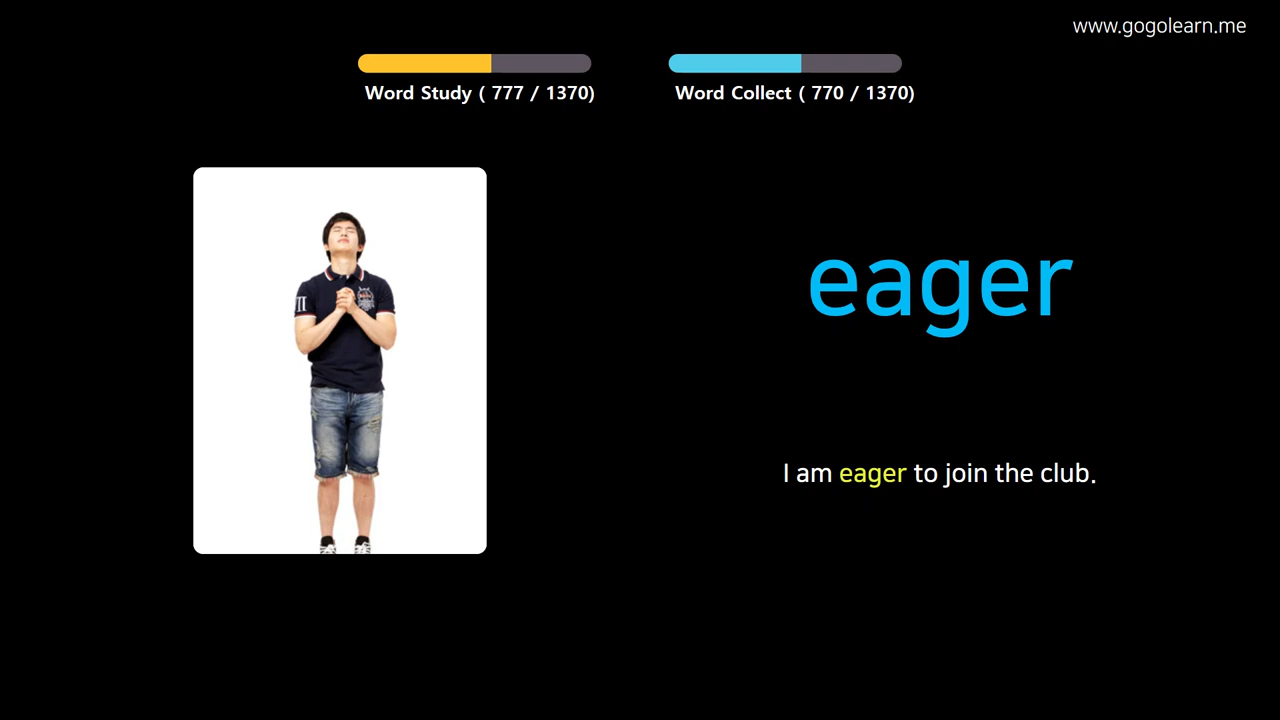 www.gogolearn.me
Word Study ( 777 / 1370)
Word Collect ( 770 / 1370)
eager
I am eager to join the club.